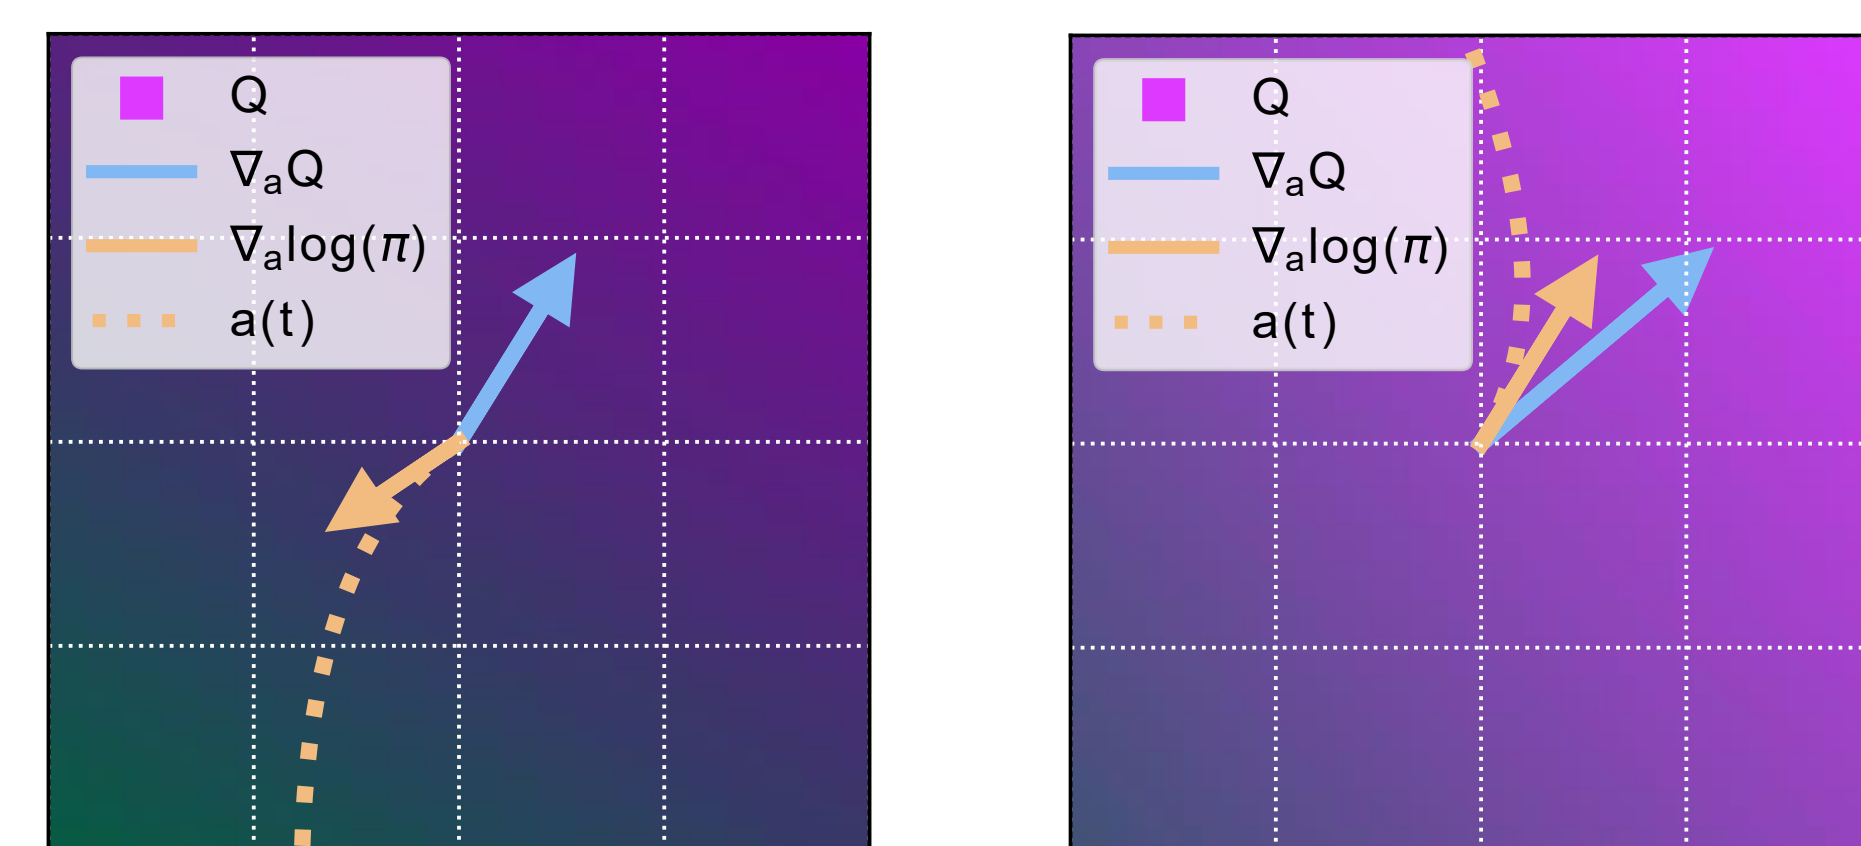 Q
∇ₐQ
∇ₐlog(π)
a(t)
Q
∇ₐQ
∇ₐlog(π)
a(t)